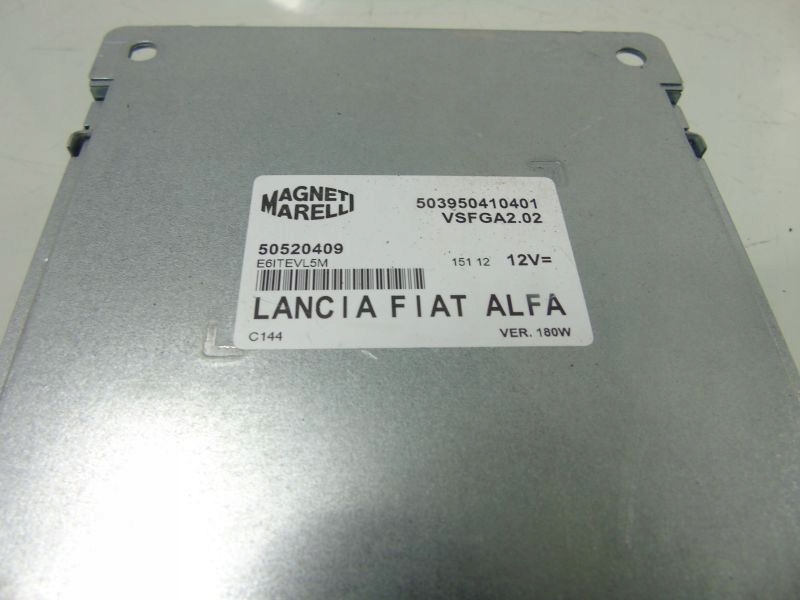 MAGNETI
MARELLI
503950410401
VSFGA2.02
50520409
E6ITEVL5M
151 12 12V=
LANCIA FIAT ALFA
C144 VER. 180W